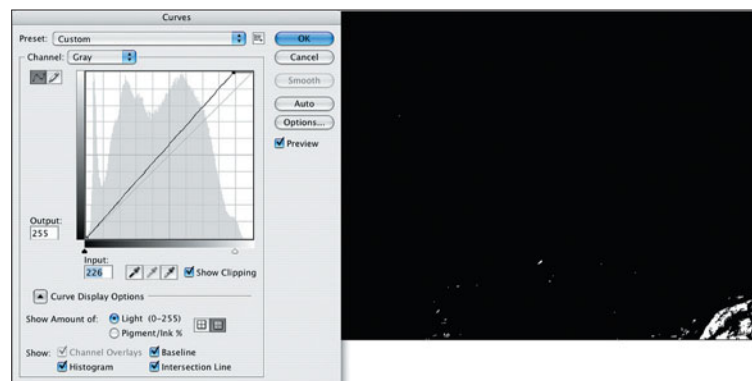 Curves
Preset: Custom
OK
Channel: Gray
Cancel
Smooth
Auto
Options...
Preview
Output:
255
Input:
226
Show Clipping
Curve Display Options
Show Amount of:
Light (0-255)
Pigment/Ink %
Show:
Channel Overlays
Baseline
Histogram
Intersection Line